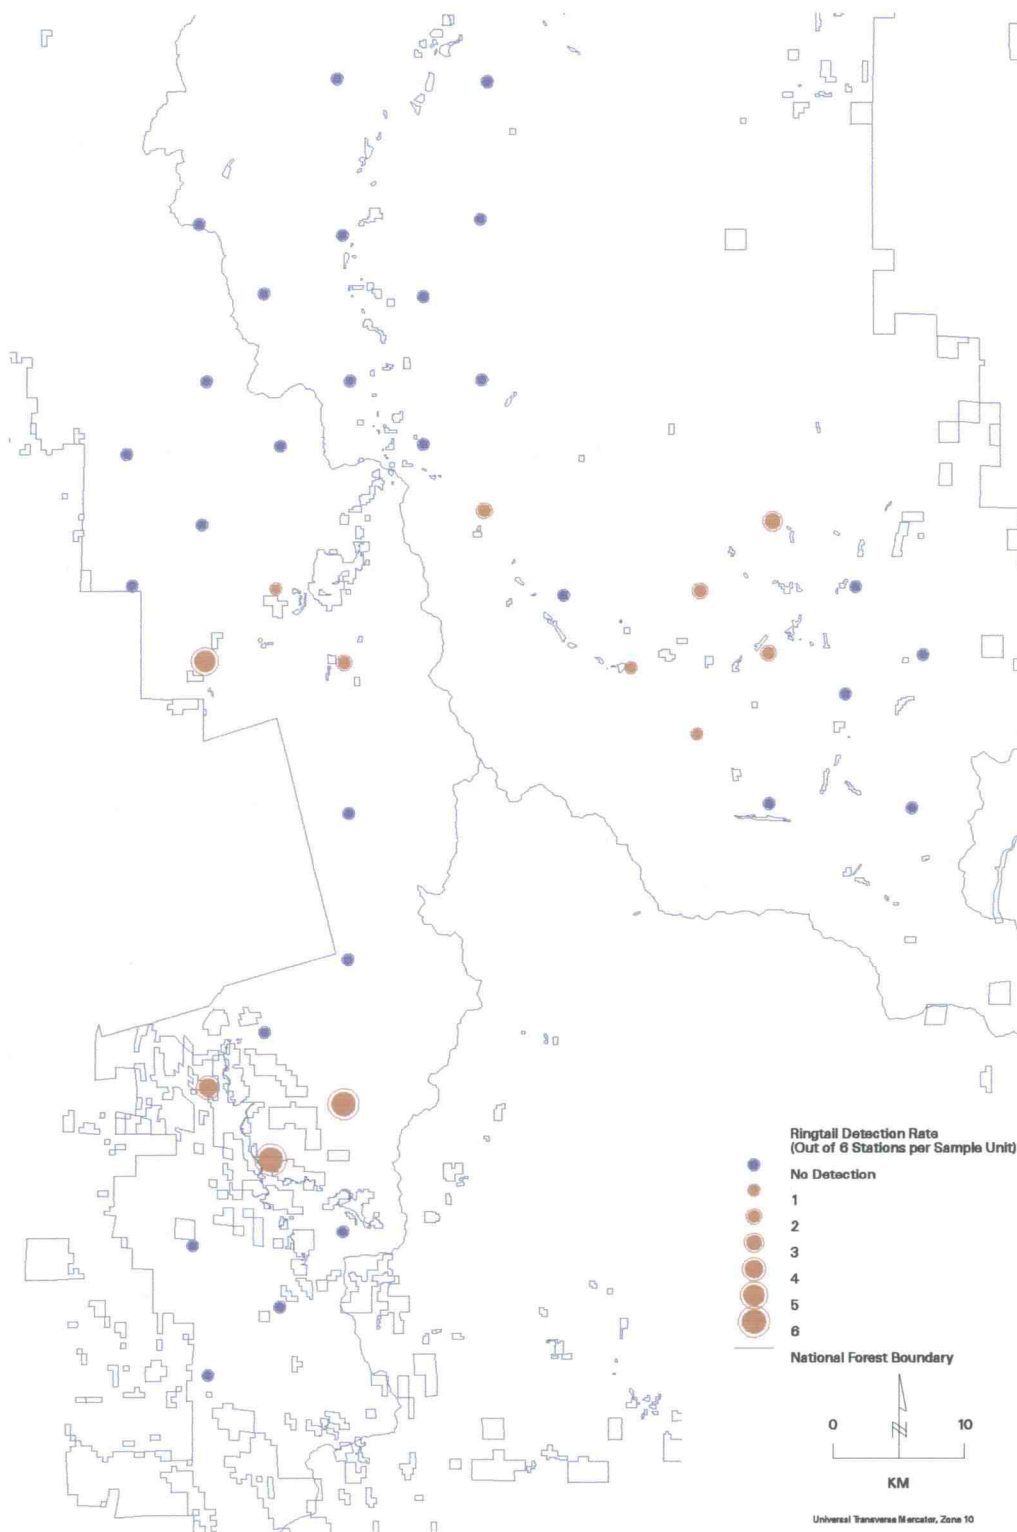 Ringtail Detection Rate
(Out of 6 Stations per Sample Unit)
No Detection
1
2
3
4
5
6
National Forest Boundary
0 10
KM
Universal Transverse Mercator, Zone 10